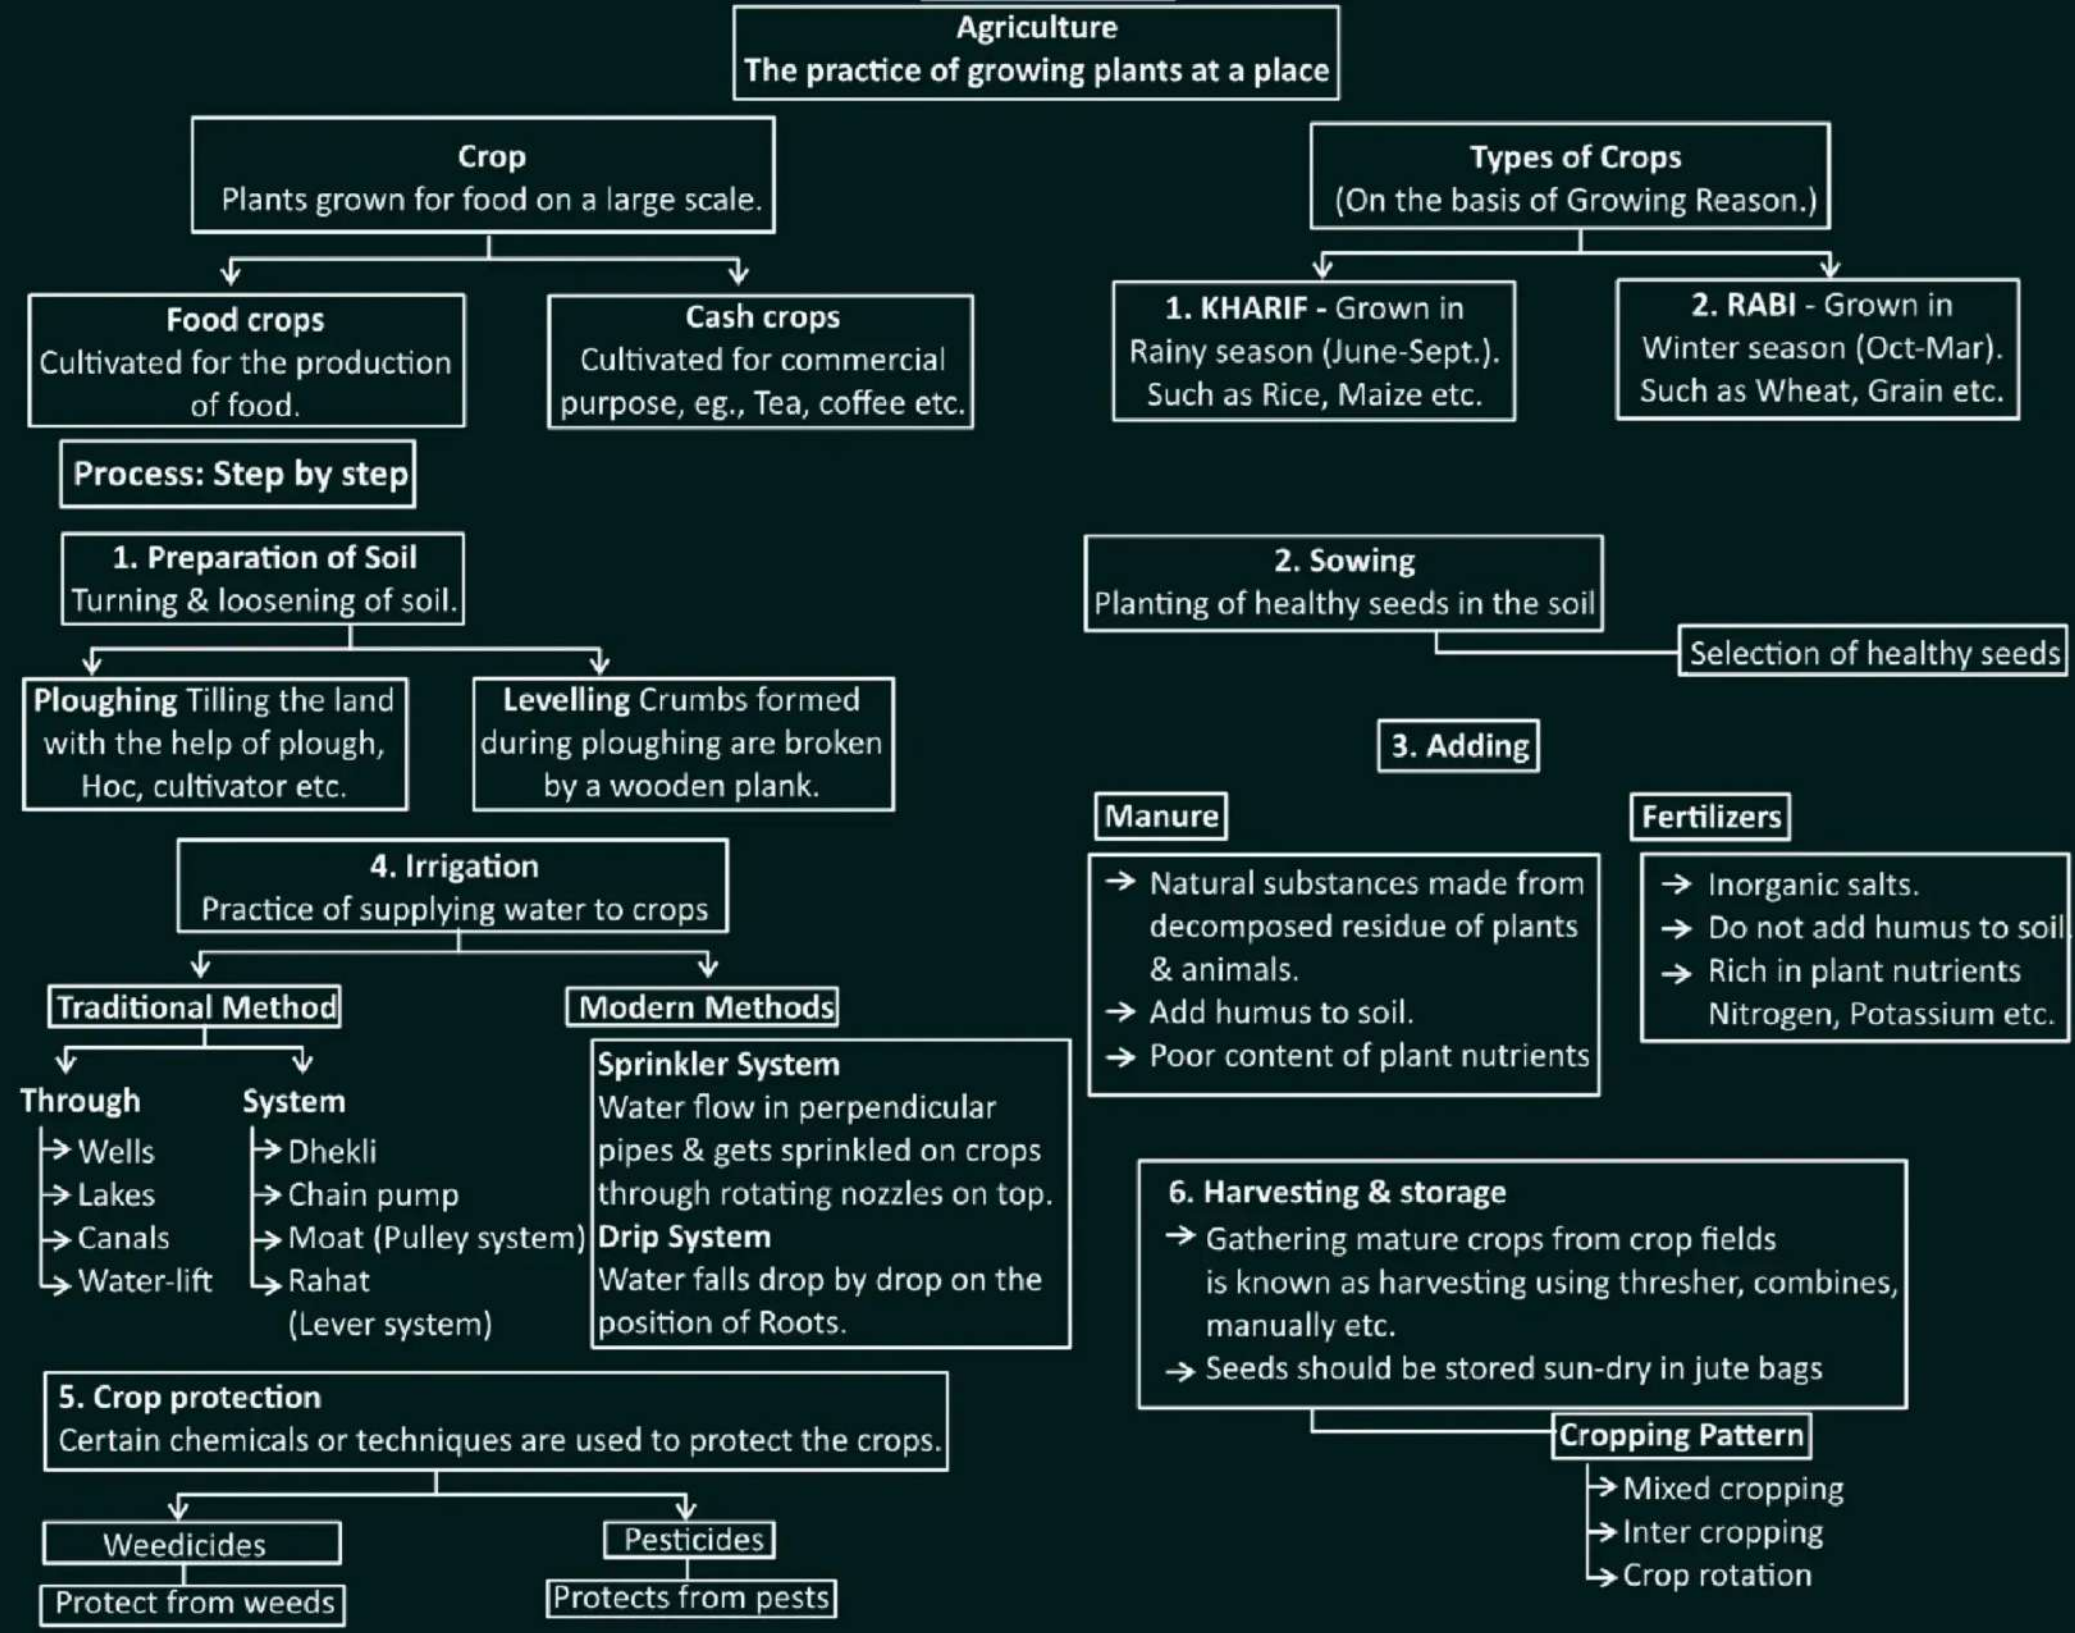 Agriculture
The practice of growing plants at a place
Crop
Plants grown for food on a large scale.
Food crops
Cultivated for the production
of food.
Cash crops
Cultivated for commercial
purpose, eg., Tea, coffee etc.
Types of Crops
(On the basis of Growing Reason.)
1. KHARIF - Grown in
Rainy season (June-Sept.).
Such as Rice, Maize etc.
2. RABI - Grown in
Winter season (Oct-Mar).
Such as Wheat, Grain etc.
Process: Step by step
1. Preparation of Soil
Turning & loosening of soil.
Ploughing Tilling the land
with the help of plough,
Hoc, cultivator etc.
Levelling Crumbs formed
during ploughing are broken
by a wooden plank.
2. Sowing
Planting of healthy seeds in the soil
Selection of healthy seeds
3. Adding
Manure
→ Natural substances made from
decomposed residue of plants
& animals.
→ Add humus to soil.
→ Poor content of plant nutrients
Fertilizers
→ Inorganic salts.
→ Do not add humus to soil.
→ Rich in plant nutrients
Nitrogen, Potassium etc.
4. Irrigation
Practice of supplying water to crops
Traditional Method
Through
Wells
Lakes
Canals
Water-lift
System
Dhekli
Chain pump
Moat (Pulley system)
Rahat
(Lever system)
Modern Methods
Sprinkler System
Water flow in perpendicular
pipes & gets sprinkled on crops
through rotating nozzles on top.
Drip System
Water falls drop by drop on the
position of Roots.
5. Crop protection
Certain chemicals or techniques are used to protect the crops.
Weedicides
Protect from weeds
Pesticides
Protects from pests
6. Harvesting & storage
→ Gathering mature crops from crop fields
is known as harvesting using thresher, combines,
manually etc.
→ Seeds should be stored sun-dry in jute bags
Cropping Pattern
Mixed cropping
Inter cropping
Crop rotation